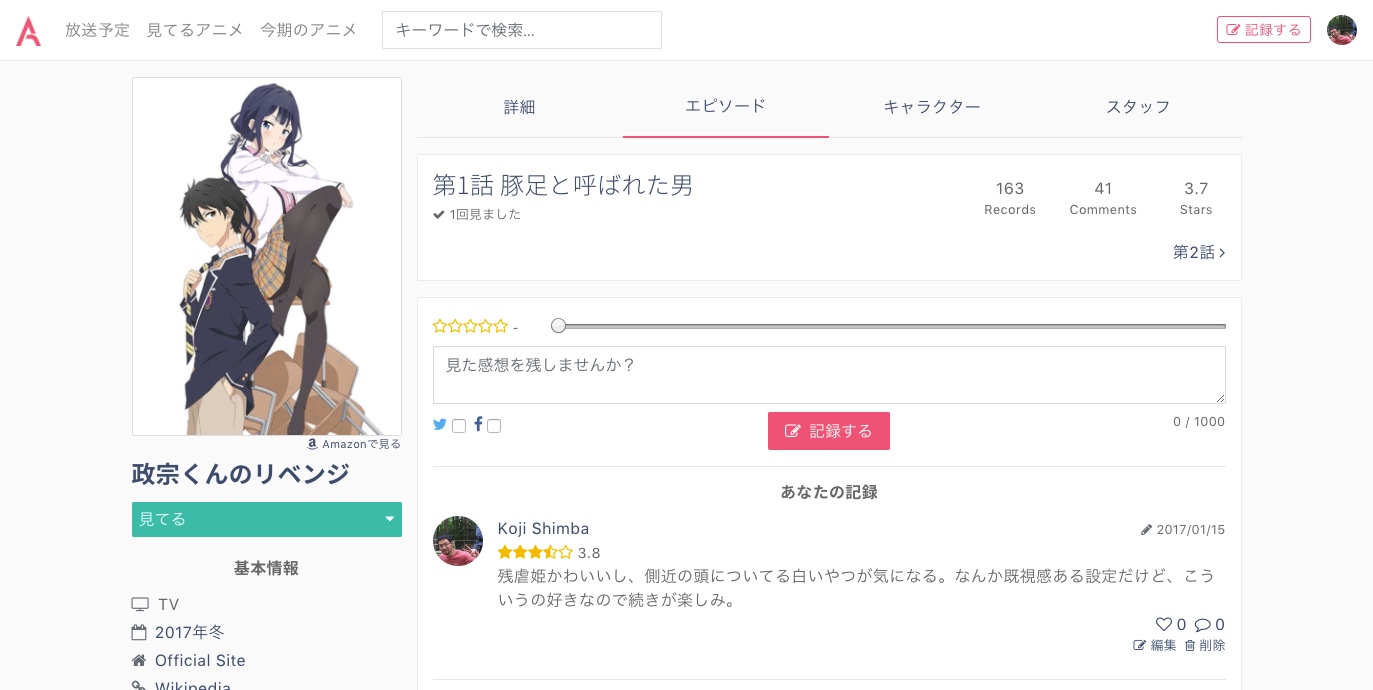 放送予定 見てるアニメ 今期のアニメ キーワードで検索... 記録する
詳細 エピソード キャラクター スタッフ
第1話 豚足と呼ばれた男
1回見ました
163 41 3.7
Records Comments Stars
第2話
-
見た感想を残しませんか？
記録する
0 / 1000
あなたの記録
Koji Shimba
2017/01/15
3.8
残虐姫かわいいし、側近の頭についてる白いやつが気になる。なんか既視感ある設定だけど、こう
いうの好きなので続きが楽しみ。
0 0
編集 削除
Amazonで見る
政宗くんのリベンジ
見てる
基本情報
TV
2017年冬
Official Site
Wikipedia